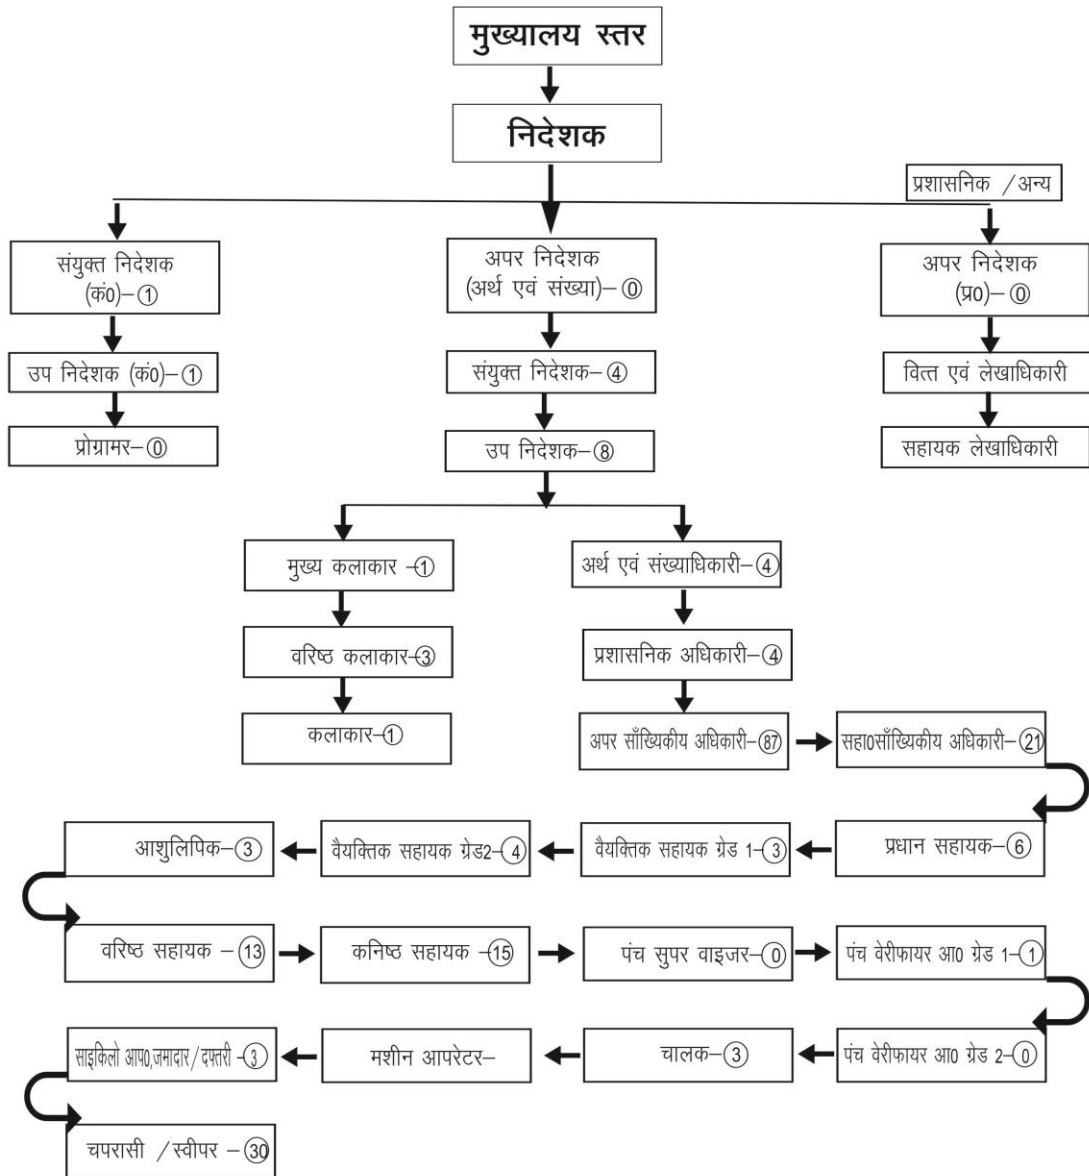 मुख्यालय स्तर
निदेशक
प्रशासनिक /अन्य
संयुक्त निदेशक
(कं0)–①
अपर निदेशक
(अर्थ एवं संख्या)–⓪
अपर निदेशक
(प्र0)–⓪
उप निदेशक (कं0)–①
संयुक्त निदेशक–④
वित्त एवं लेखाधिकारी
प्रोग्रामर–⓪
उप निदेशक–⑧
सहायक लेखाधिकारी
मुख्य कलाकार –①
अर्थ एवं संख्याधिकारी–④
वरिष्ठ कलाकार–③
प्रशासनिक अधिकारी–④
कलाकार–①
अपर साँख्यिकीय अधिकारी–(87)
सहा0साँख्यिकीय अधिकारी–(21)
आशुलिपिक–③
वैयक्तिक सहायक ग्रेड2–④
वैयक्तिक सहायक ग्रेड 1–③
प्रधान सहायक–⑥
वरिष्ठ सहायक –⑬
कनिष्ठ सहायक –⑮
पंच सुपर वाइजर–⓪
पंच वेरीफायर आ0 ग्रेड 1–①
साइकिलो आप0,जमादार/दफ्तरी –③
मशीन आपरेटर–
चालक–③
पंच वेरीफायर आ0 ग्रेड 2–⓪
चपरासी /स्वीपर –㉚